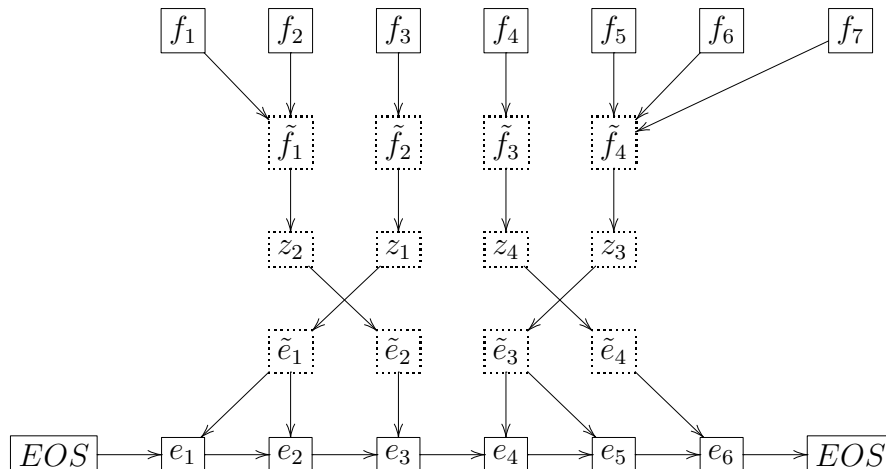 f₁ f₂ f₃ f₄ f₅ f₆ f₇
f̃₁ f̃₂ f̃₃ f̃₄
z₂ z₁ z₄ z₃
ẽ₁ ẽ₂ ẽ₃ ẽ₄
EOS e₁ e₂ e₃ e₄ e₅ e₆ EOS